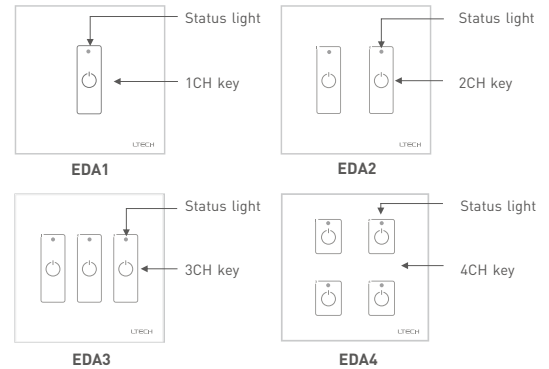 Status light
1CH key
LTECH
EDA1
Status light
2CH key
LTECH
EDA2
Status light
3CH key
LTECH
EDA3
Status light
4CH key
LTECH
EDA4